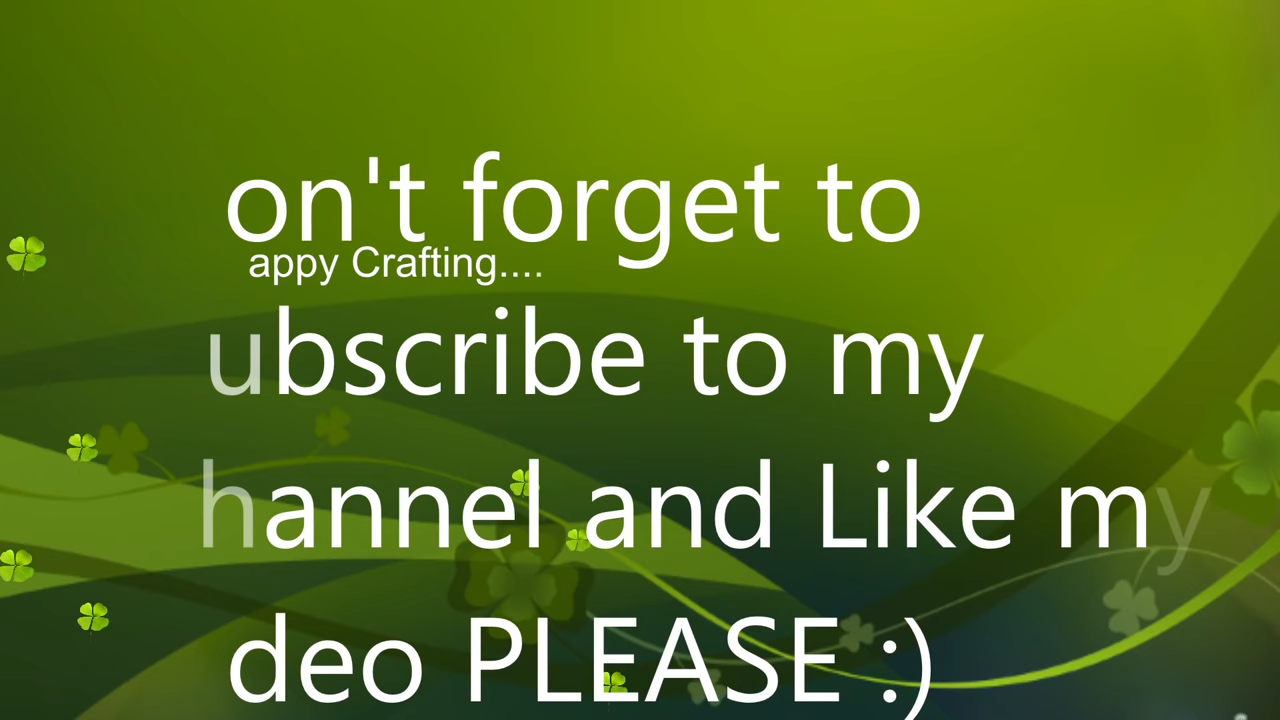 on't forget to
appy Crafting....
ubscribe to my
hannel and Like my
deo PLEASE :)